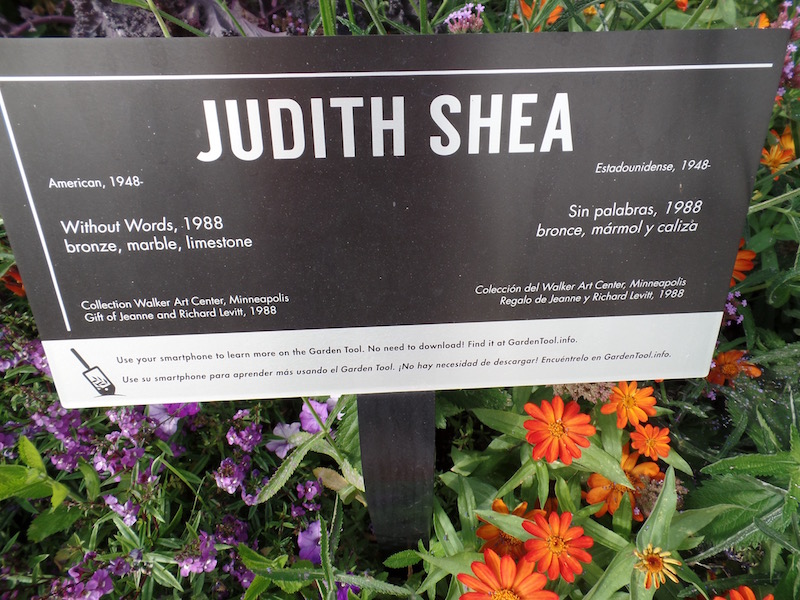 JUDITH SHEA
American, 1948-
Without Words, 1988
bronze, marble, limestone
Collection Walker Art Center, Minneapolis
Gift of Jeanne and Richard Levitt, 1988
Estadounidense, 1948-
Sin palabras, 1988
bronce, mármol y caliza
Colección del Walker Art Center, Minneapolis
Regalo de Jeanne y Richard Levitt, 1988
Use your smartphone to learn more on the Garden Tool. No need to download! Find it at GardenTool.info.
Use su smartphone para aprender más usando el Garden Tool. ¡No hay necesidad de descargar! Encuéntrelo en GardenTool.info.